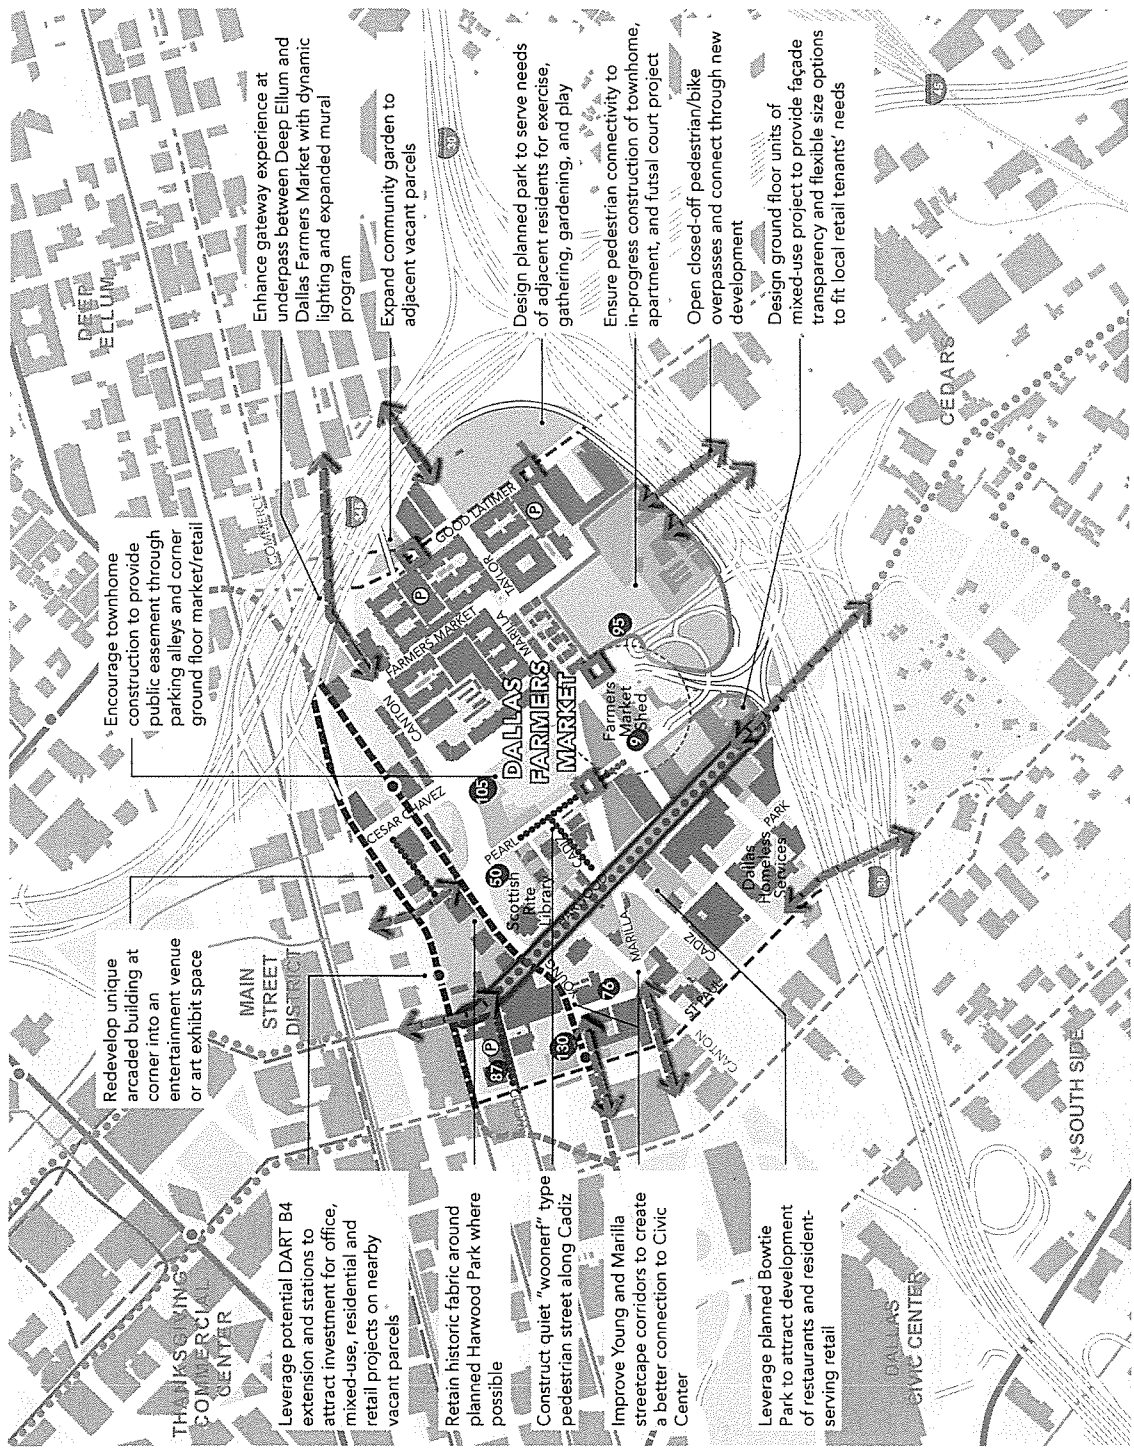 Leverage potential DART B4
extension and stations to
attract investment for office,
mixed-use, residential and
retail projects on nearby
vacant parcels
Retain historic fabric around
planned Harwood Park where
possible
Construct quiet "woonerf" type
pedestrian street along Cadiz
Improve Young and Marilla
streetscape corridors to create
a better connection to Civic
Center
Leverage planned Bowtie
Park to attract development
of restaurants and resident-
serving retail
Redevelop unique
arcaded building at
corner into an
entertainment venue
or art exhibit space
Encourage townhome
construction to provide
public easement through
parking alleys and corner
ground floor market/retail
Enhance gateway experience at
underpass between Deep Ellum and
Dallas Farmers Market with dynamic
lighting and expanded mural
program
Expand community garden to
adjacent vacant parcels
Design planned park to serve needs
of adjacent residents for exercise,
gathering, gardening, and play
Ensure pedestrian connectivity to
in-progress construction of townhome,
apartment, and futsal court project
Open closed-off pedestrian/bike
overpasses and connect through new
development
Design ground floor units of
mixed-use project to provide façade
transparency and flexible size options
to fit local retail tenants' needs
THANKSGIVING
COMMERCIAL
CENTER
MAIN
STREET
DISTRICT
DEEP
ELLUM
DALLAS
CIVIC CENTER
SOUTH SIDE
CEDARS
DALLAS
FARMERS
MARKET
COMMERCE
CESAR CHAVEZ
CANTON
FARMERS MARKET
GOOD LATIMER
TAYLOR
MARILLA
PEARL
CADIZ
Scottish
Rite
Library
Farmers
Market
Shed
Dallas
Homeless
Services
PARK
YOUNG
MARILLA
CADIZ
ST PAUL
CANTON
P
P
P
87
130
76
50
105
9
95